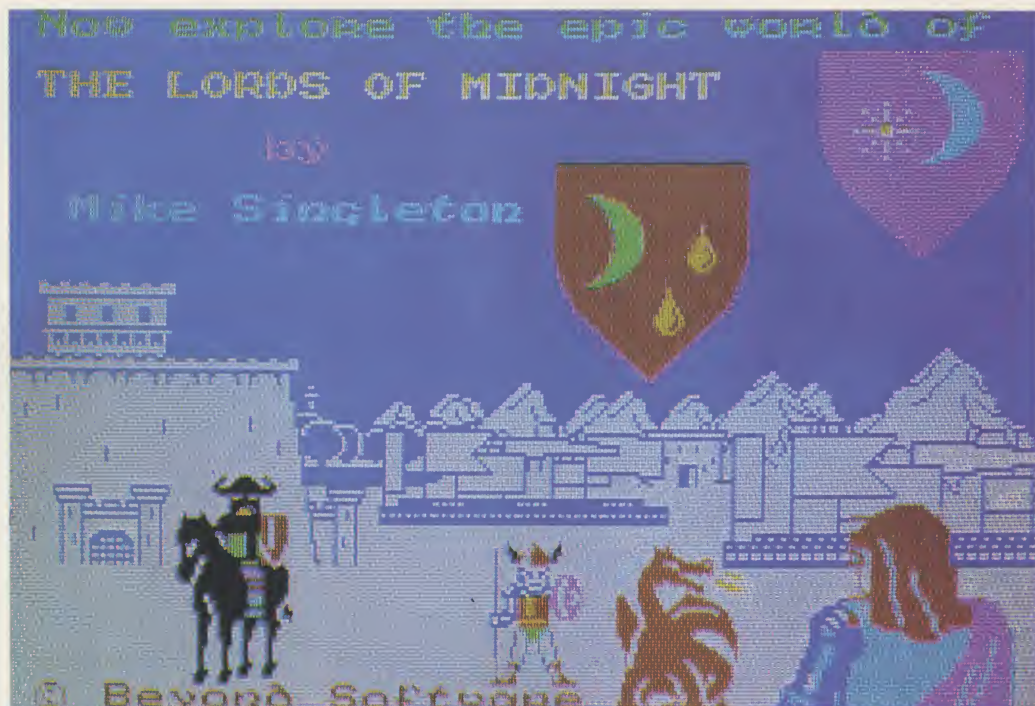 Now explore the epic world of
THE LORDS OF MIDNIGHT
by
Mike Singleton
© Beyond Software